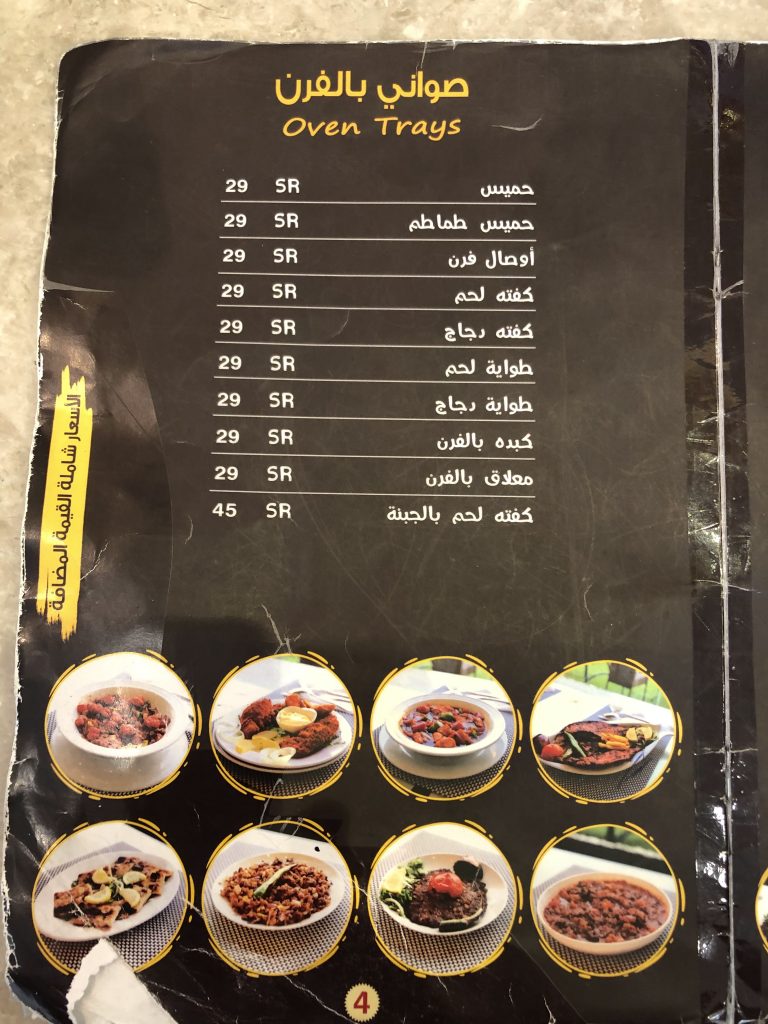 صواني بالفرن
Oven Trays
حميس SR 29
حميس طماطم SR 29
أوصال فرن SR 29
كفته لحم SR 29
كفته دجاج SR 29
طواية لحم SR 29
طواية دجاج SR 29
كبده بالفرن SR 29
معلاق بالفرن SR 29
كفته لحم بالجبنة SR 45
الأسعار شاملة القيمة المضافة
4